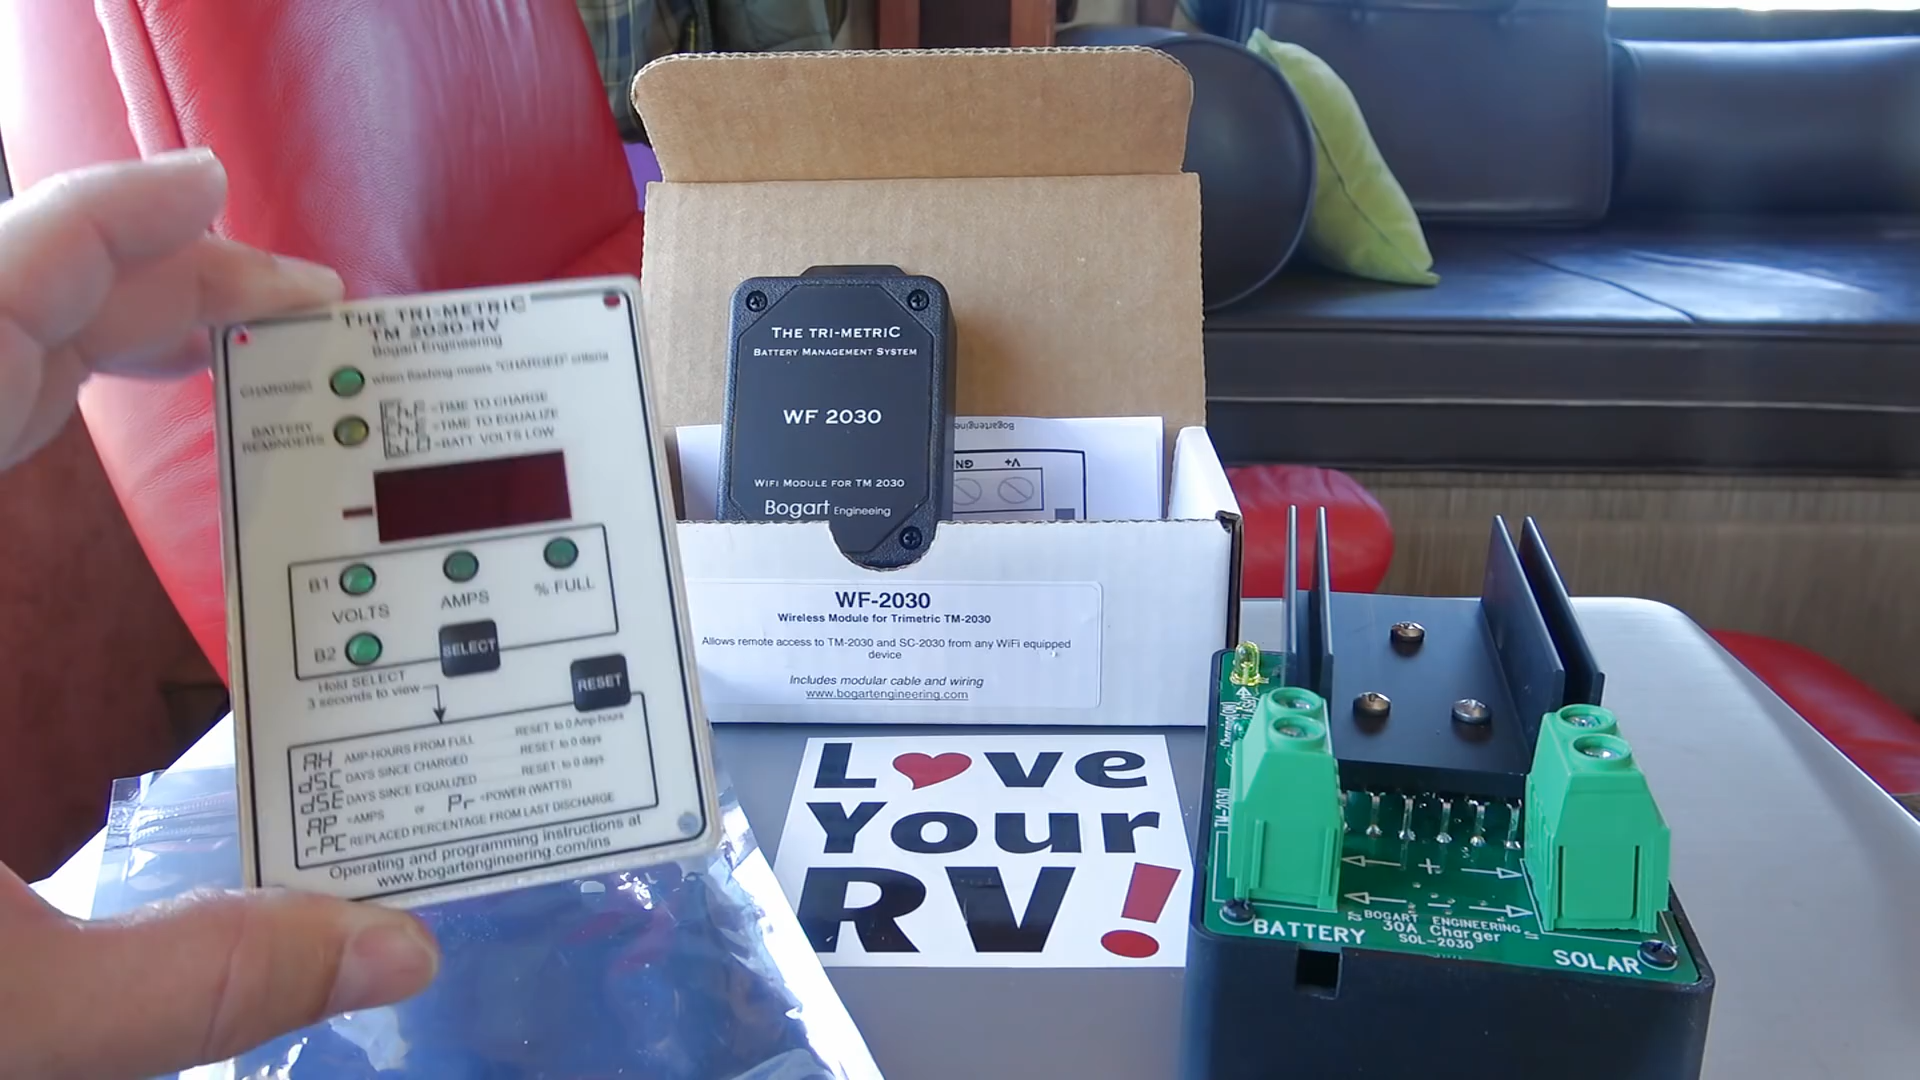 THE TRI-METRIC
TM 2030-RV
Bogart Engineering
CHARGING
when flashing meets "CHARGED" criteria
BATTERY
REMINDERS
=TIME TO CHARGE
=TIME TO EQUALIZE
=BATT. VOLTS LOW
B1
VOLTS
AMPS
% FULL
B2
SELECT
Hold SELECT
3 seconds to view
RESET
AH AMP-HOURS FROM FULL RESET: to 0 Amp hours
dSC DAYS SINCE CHARGED RESET: to 0 days
dSE DAYS SINCE EQUALIZED RESET: to 0 days
AP =AMPS or Pr =POWER (WATTS)
rPC REPLACED PERCENTAGE FROM LAST DISCHARGE
Operating and programming instructions at
www.bogartengineering.com/ins
THE TRI-METRIC
BATTERY MANAGEMENT SYSTEM
WF 2030
WIFI MODULE FOR TM 2030
Bogart Engineeing
V+
GND
WF-2030
Wireless Module for Trimetric TM-2030
Allows remote access to TM-2030 and SC-2030 from any WiFi equipped
device
Includes modular cable and wiring
www.bogartengineering.com
LOVE
YOUR
RV!
TM-2030
+
-
BATTERY
BOGART ENGINEERING
30A Charger
SOL-2030
SOLAR